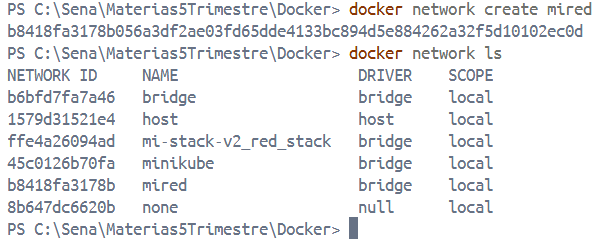 PS C:\Sena\Materias5Trimestre\Docker> docker network create mired
b8418fa3178b056a3df2ae03fd65dde4133bc894d5e884262a32f5d10102ec0d
PS C:\Sena\Materias5Trimestre\Docker> docker network ls
NETWORK ID     NAME                    DRIVER    SCOPE
b6bfd7fa7a46   bridge                  bridge    local
1579d31521e4   host                    host      local
ffe4a26094ad   mi-stack-v2_red_stack   bridge    local
45c0126b70fa   minikube                bridge    local
b8418fa3178b   mired                   bridge    local
8b647dc6620b   none                    null      local
PS C:\Sena\Materias5Trimestre\Docker>